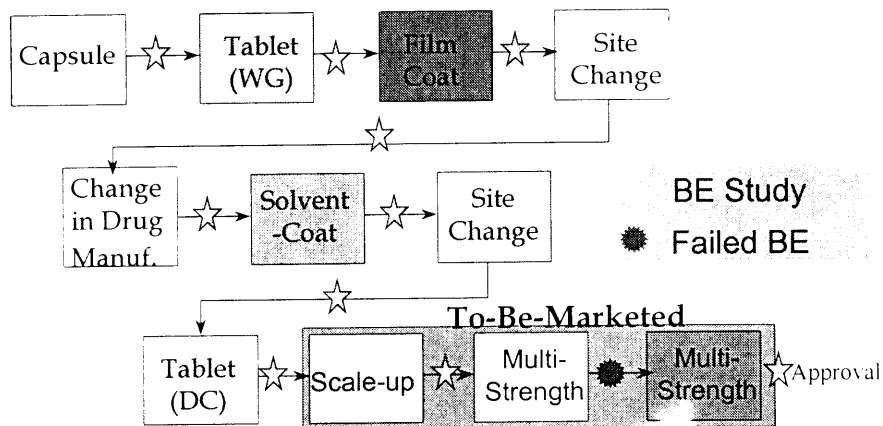 Capsule
Tablet
(WG)
Film
Coat
Site
Change
Change
in Drug
Manuf.
Solvent
-Coat
Site
Change
BE Study
Failed BE
To-Be-Marketed
Tablet
(DC)
Scale-up
Multi-
Strength
Multi-
Strength
Approval